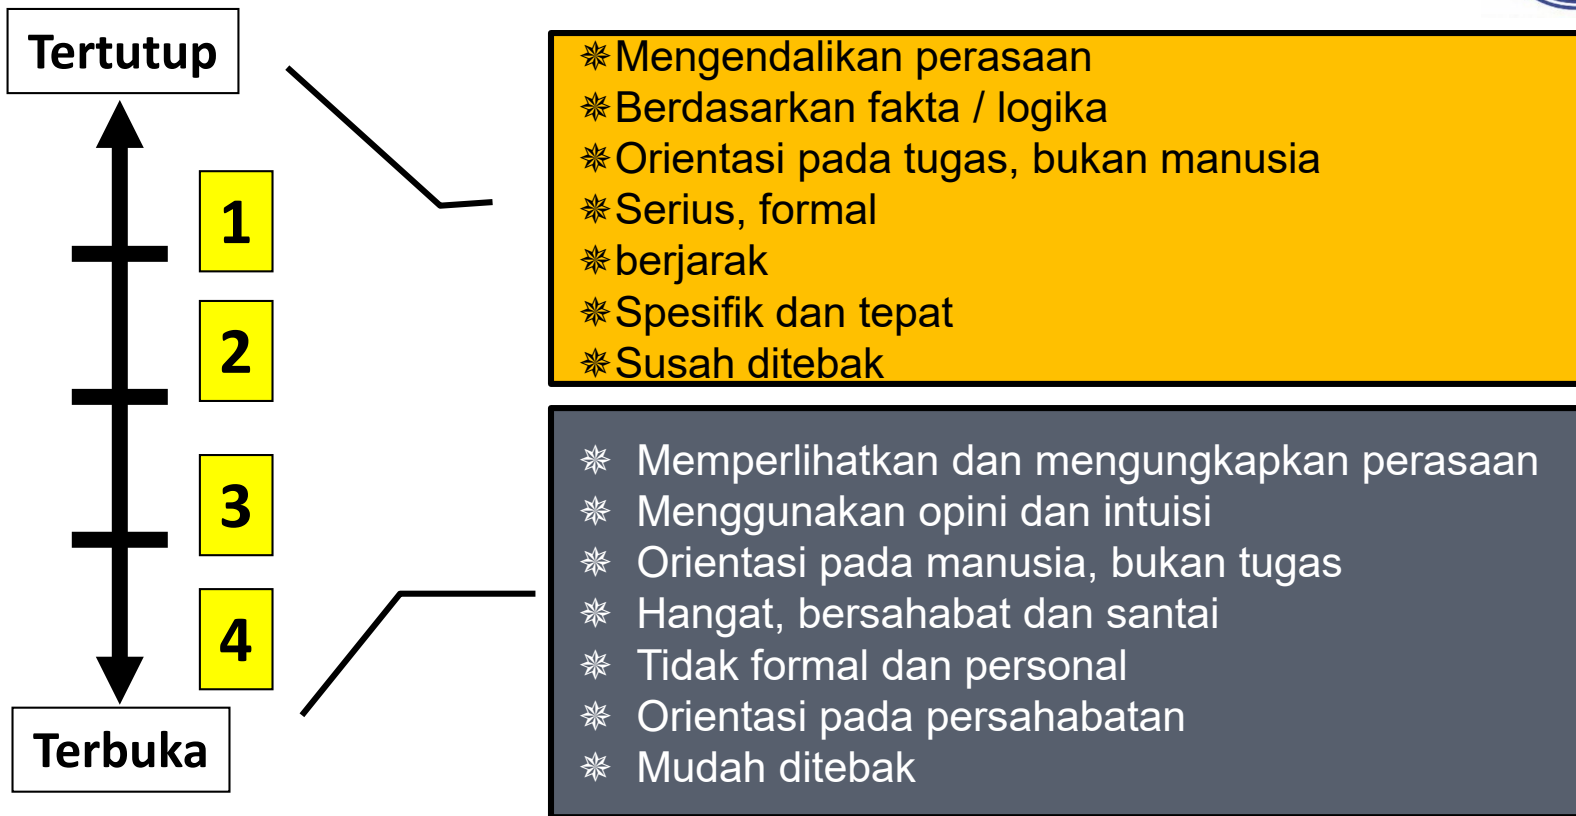 Tertutup
1
2
3
4
Terbuka
✵Mengendalikan perasaan
✵Berdasarkan fakta / logika
✵Orientasi pada tugas, bukan manusia
✵Serius, formal
✵berjarak
✵Spesifik dan tepat
✵Susah ditebak
✵ Memperlihatkan dan mengungkapkan perasaan
✵ Menggunakan opini dan intuisi
✵ Orientasi pada manusia, bukan tugas
✵ Hangat, bersahabat dan santai
✵ Tidak formal dan personal
✵ Orientasi pada persahabatan
✵ Mudah ditebak